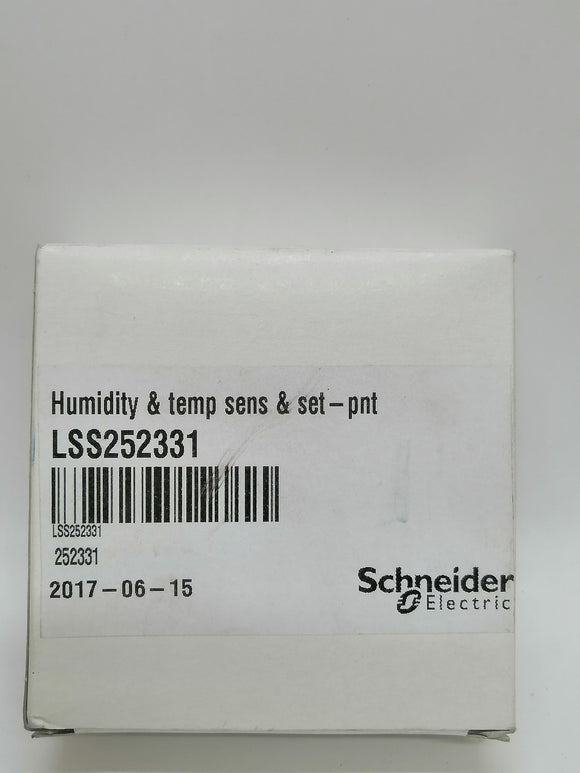 Humidity & temp sens & set-pnt
LSS252331
LSS252331
252331
2017-06-15
Schneider
Electric